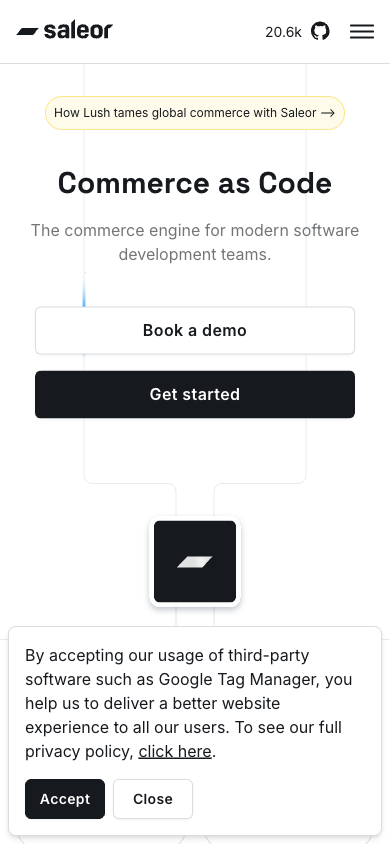 saleor
20.6k
How Lush tames global commerce with Saleor →
Commerce as Code
The commerce engine for modern software
development teams.
Book a demo
Get started
By accepting our usage of third-party
software such as Google Tag Manager, you
help us to deliver a better website
experience to all our users. To see our full
privacy policy, click here.
Accept
Close